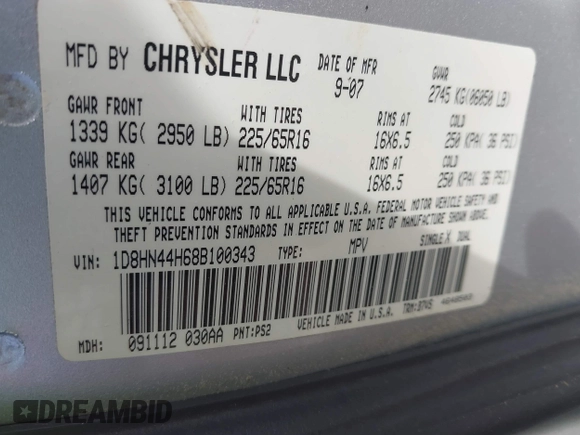 MFD BY CHRYSLER LLC DATE OF MFR 9-07 GVWR 2745 KG(06050 LB)
GAWR FRONT WITH TIRES RIMS AT COLD
1339 KG( 2950 LB) 225/65R16 16X6.5 250 KPA( 36 PSI)
GAWR REAR WITH TIRES RIMS AT COLD
1407 KG( 3100 LB) 225/65R16 16X6.5 250 KPA( 36 PSI)
THIS VEHICLE CONFORMS TO ALL APPLICABLE U.S.A. FEDERAL MOTOR VEHICLE SAFETY AND
THEFT PREVENTION STANDARDS IN EFFECT ON THE DATE OF MANUFACTURE SHOWN ABOVE.
VIN: 1D8HN44H68B100343 TYPE: MPV SINGLE X DUAL
MDH: 091112 030AA PNT:PS2 VEHICLE MADE IN U.S.A.
DREAMBID